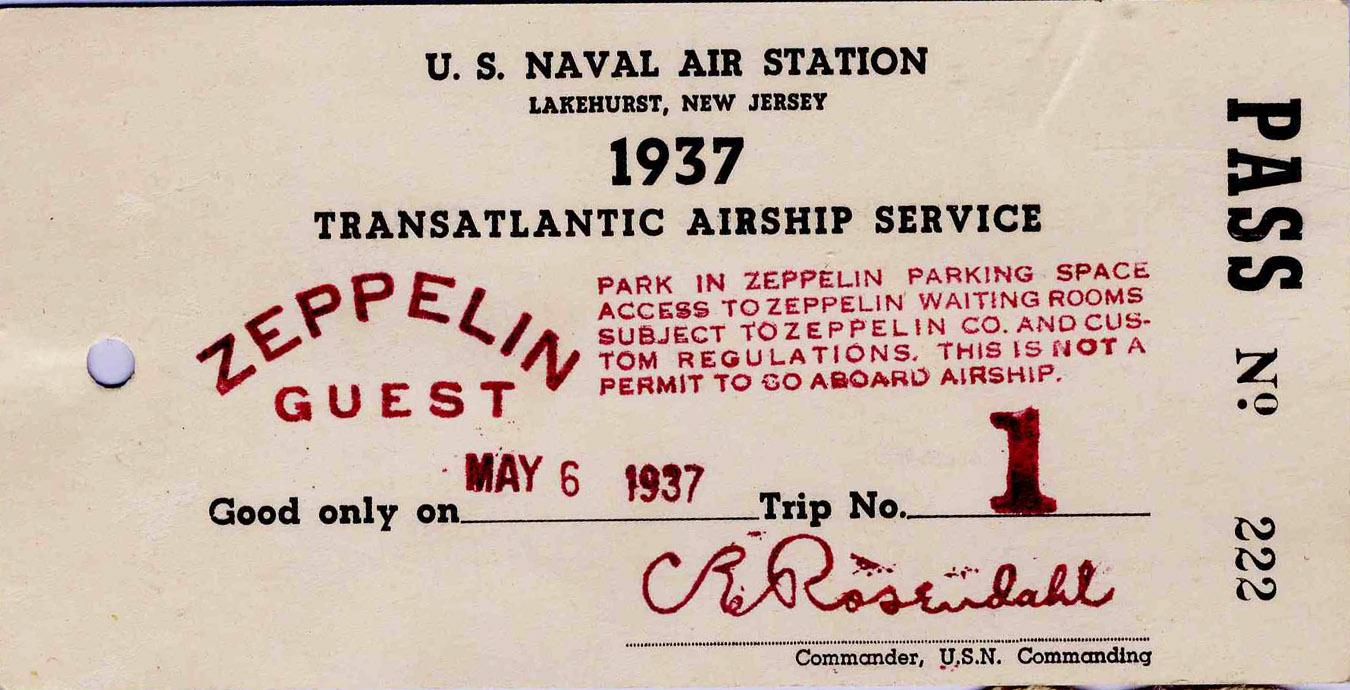 U. S. NAVAL AIR STATION
LAKEHURST, NEW JERSEY
1937
TRANSATLANTIC AIRSHIP SERVICE
ZEPPELIN
GUEST
PARK IN ZEPPELIN PARKING SPACE
ACCESS TO ZEPPELIN WAITING ROOMS
SUBJECT TO ZEPPELIN CO. AND CUS-
TOM REGULATIONS. THIS IS NOT A
PERMIT TO GO ABOARD AIRSHIP.
Good only on MAY 6 1937 Trip No. 1
C E Rosendahl
Commander, U.S.N. Commanding
PASS Nº. 222